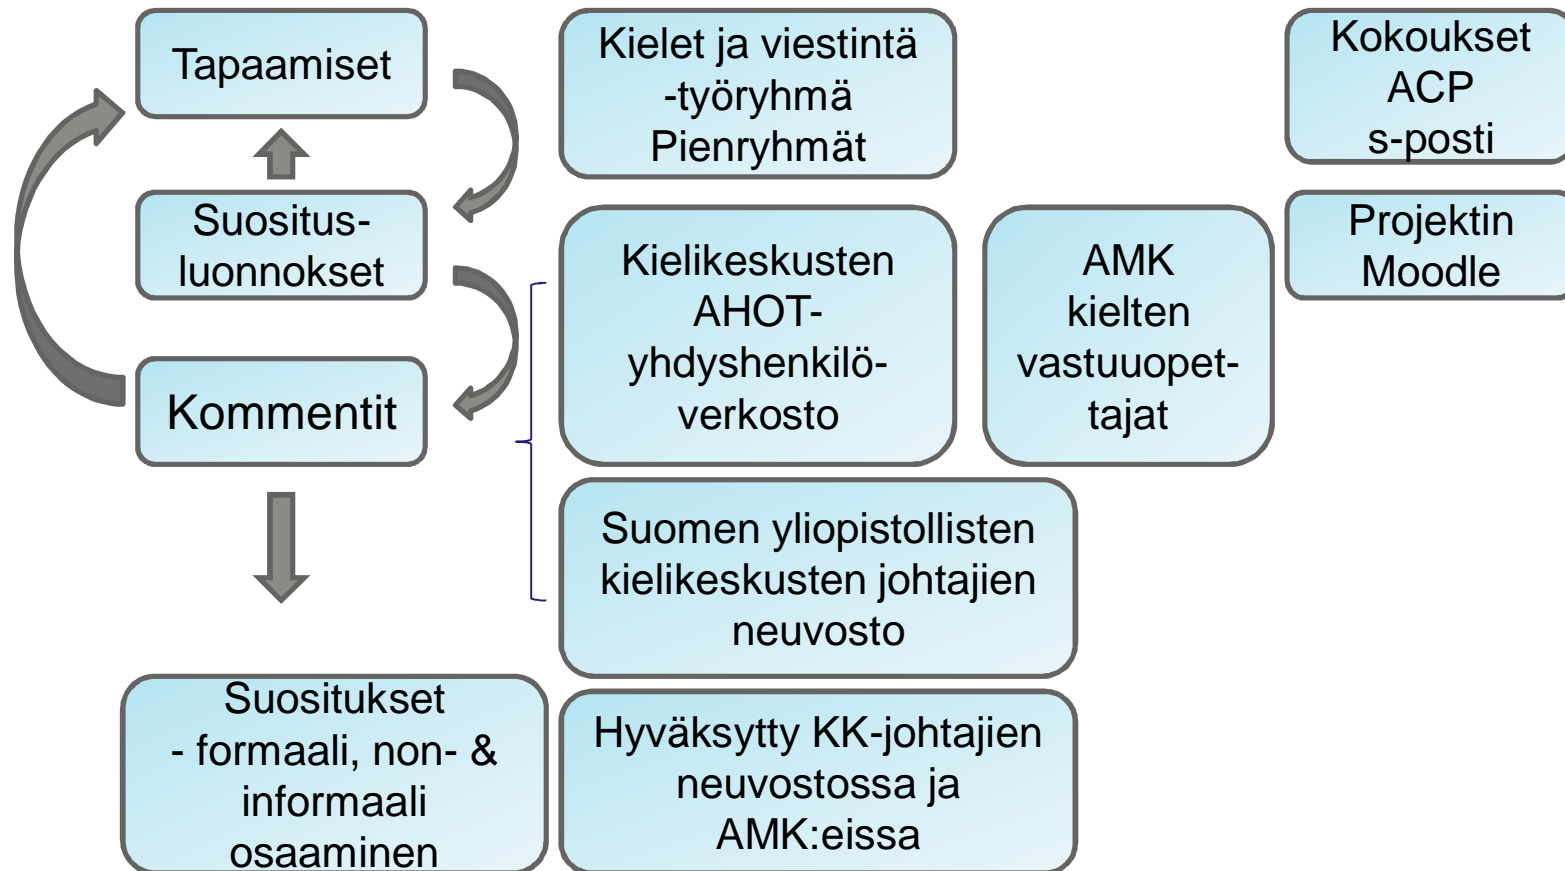 Tapaamiset
Kielet ja viestintä
-työryhmä
Pienryhmät
Kokoukset
ACP
s-posti
Suositus-
luonnokset
Kielikeskusten
AHOT-
yhdyshenkilö-
verkosto
AMK
kielten
vastuuopet-
tajat
Projektin
Moodle
Kommentit
Suomen yliopistollisten
kielikeskusten johtajien
neuvosto
Suositukset
- formaali, non- &
informaali
osaaminen
Hyväksytty KK-johtajien
neuvostossa ja
AMK:eissa